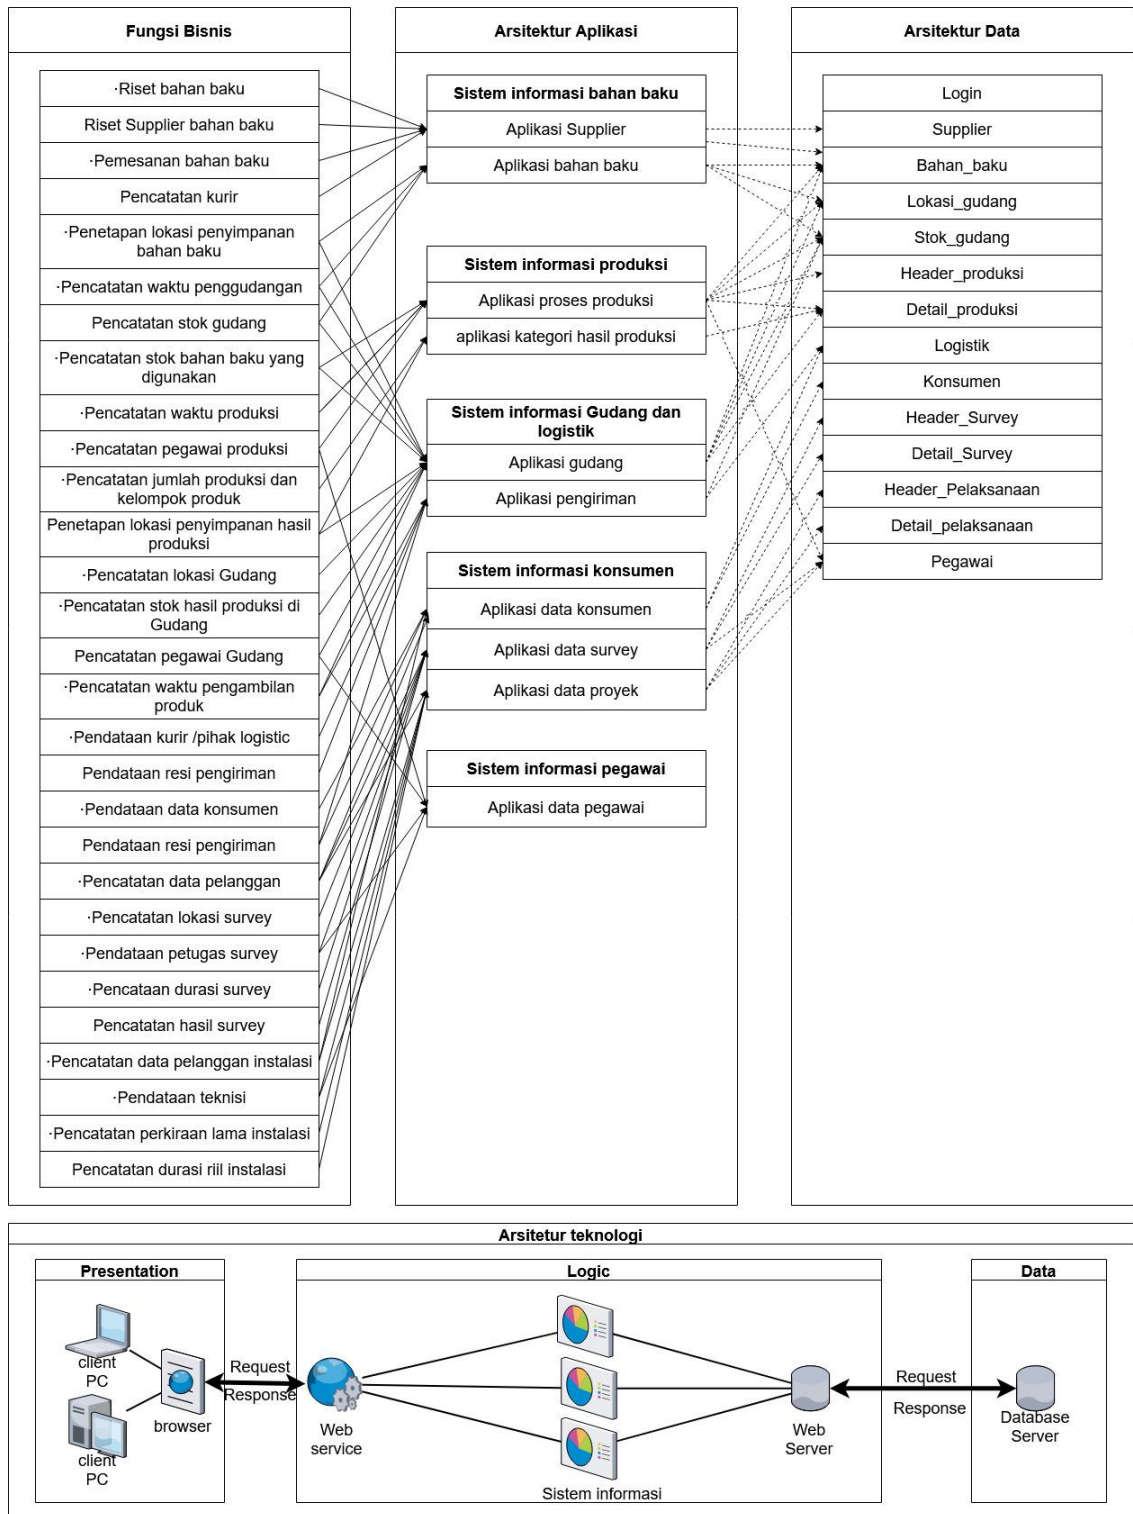 Fungsi Bisnis
·Riset bahan baku
Riset Supplier bahan baku
·Pemesanan bahan baku
Pencatatan kurir
·Penetapan lokasi penyimpanan
bahan baku
·Pencatatan waktu penggudangan
Pencatatan stok gudang
·Pencatatan stok bahan baku yang
digunakan
·Pencatatan waktu produksi
·Pencatatan pegawai produksi
·Pencatatan jumlah produksi dan
kelompok produk
Penetapan lokasi penyimpanan hasil
produksi
·Pencatatan lokasi Gudang
·Pencatatan stok hasil produksi di
Gudang
Pencatatan pegawai Gudang
·Pencatatan waktu pengambilan
produk
·Pendataan kurir /pihak logistic
Pendataan resi pengiriman
·Pendataan data konsumen
Pendataan resi pengiriman
·Pencatatan data pelanggan
·Pencatatan lokasi survey
·Pendataan petugas survey
·Pencataan durasi survey
Pencatatan hasil survey
·Pencatatan data pelanggan instalasi
·Pendataan teknisi
·Pencatatan perkiraan lama instalasi
Pencatatan durasi riil instalasi
Arsitektur Aplikasi
Sistem informasi bahan baku
Aplikasi Supplier
Aplikasi bahan baku
Sistem informasi produksi
Aplikasi proses produksi
aplikasi kategori hasil produksi
Sistem informasi Gudang dan
logistik
Aplikasi gudang
Aplikasi pengiriman
Sistem informasi konsumen
Aplikasi data konsumen
Aplikasi data survey
Aplikasi data proyek
Sistem informasi pegawai
Aplikasi data pegawai
Arsitektur Data
Login
Supplier
Bahan_baku
Lokasi_gudang
Stok_gudang
Header_produksi
Detail_produksi
Logistik
Konsumen
Header_Survey
Detail_Survey
Header_Pelaksanaan
Detail_pelaksanaan
Pegawai
Arsitetur teknologi
Presentation
client
PC
client
PC
browser
Request
Response
Logic
Web
service
Sistem informasi
Web
Server
Request
Response
Data
Database
Server